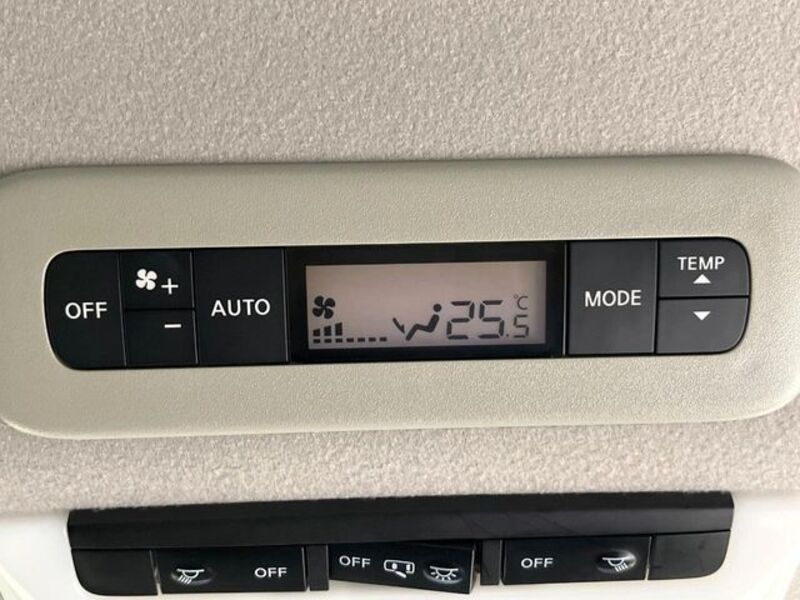 OFF + − AUTO 25.5 °C MODE TEMP
OFF OFF OFF